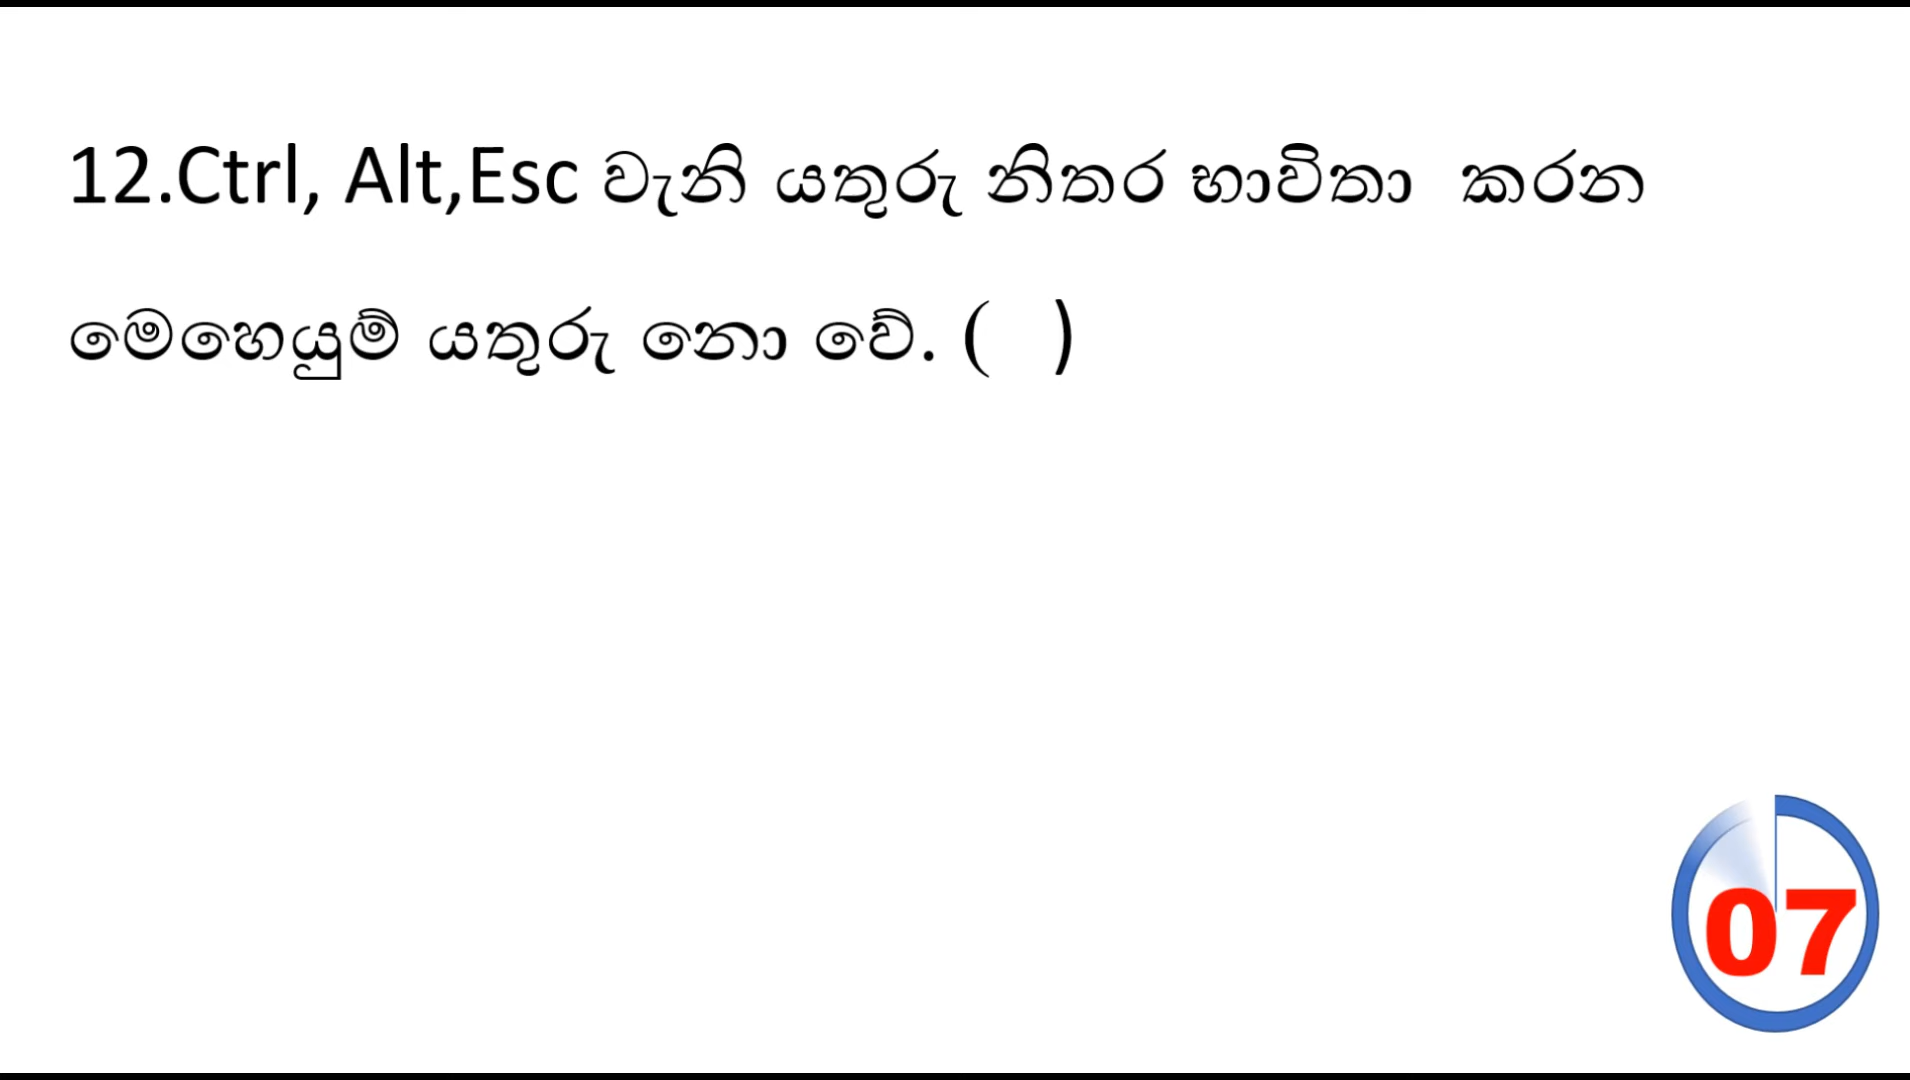 12.Ctrl, Alt,Esc වැනි යතුරු නිතර භාවිතා  කරන
මෙහෙයුම් යතුරු නො වේ. (   )
07